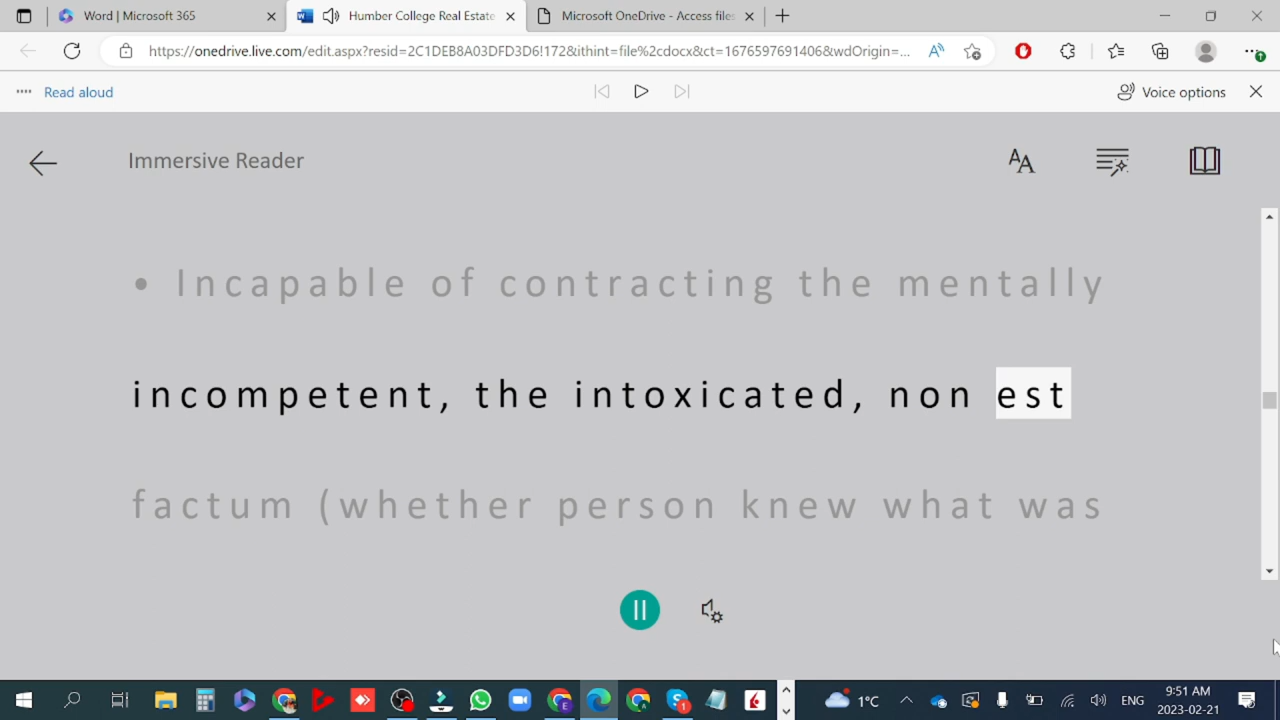 Word | Microsoft 365
Humber College Real Estate
Microsoft OneDrive - Access files
https://onedrive.live.com/edit.aspx?resid=2C1DEB8A03DFD3D6!172&ithint=file%2cdocx&ct=1676597691406&wdOrigin=...
Read aloud
Voice options
Immersive Reader
• Incapable of contracting the mentally
incompetent, the intoxicated, non est
factum (whether person knew what was
1°C
ENG
9:51 AM
2023-02-21